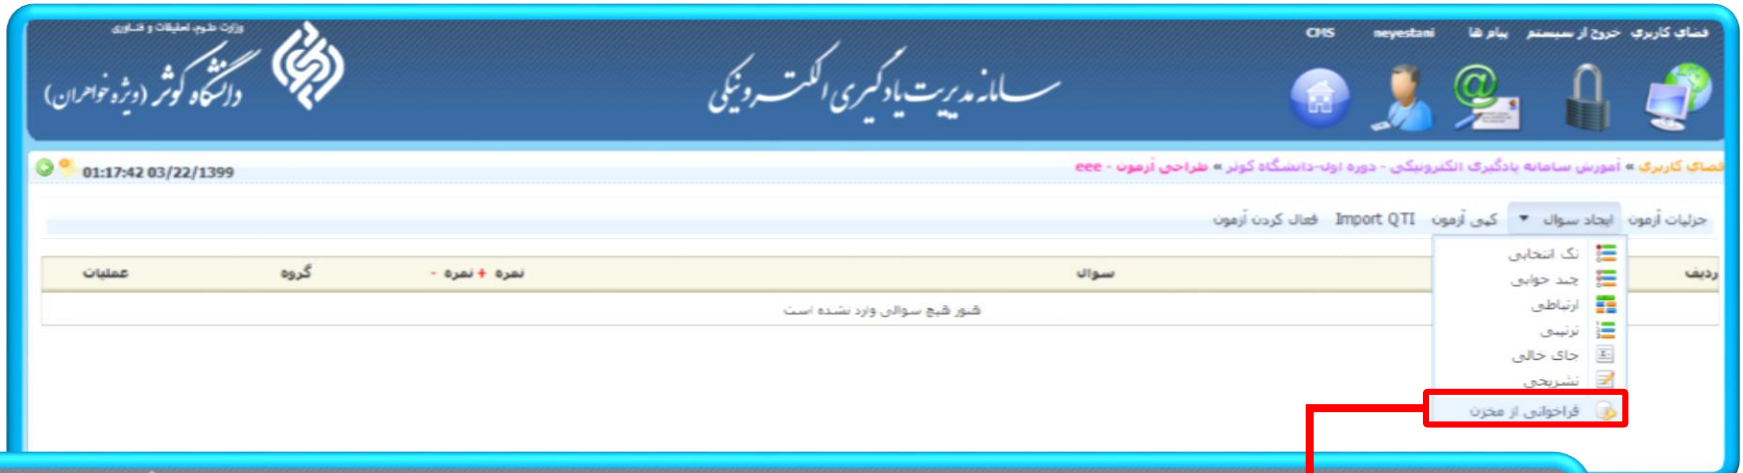 فضای کاربری خروج از سیستم پیام ها neyestani CMS
وزارت علوم، تحقیقات و فناوری
دانشگاه کوثر (ویژه خواهران)
سامانه مدیریت یادگیری الکترونیکی
فضای کاربری » آموزش سامانه یادگیری الکترونیکی - دوره اول-دانشگاه کوثر » طراحی آزمون - eee
01:17:42 03/22/1399
جزئیات آزمون ایجاد سوال کپی آزمون Import QTI فعال کردن آزمون
تک انتخابی
چند جوابی
ارتباطی
ترتیبی
جای خالی
تشریحی
فراخوانی از مخزن
ردیف سوال نمره + نمره - گروه عملیات
هنوز هیچ سوالی وارد نشده است